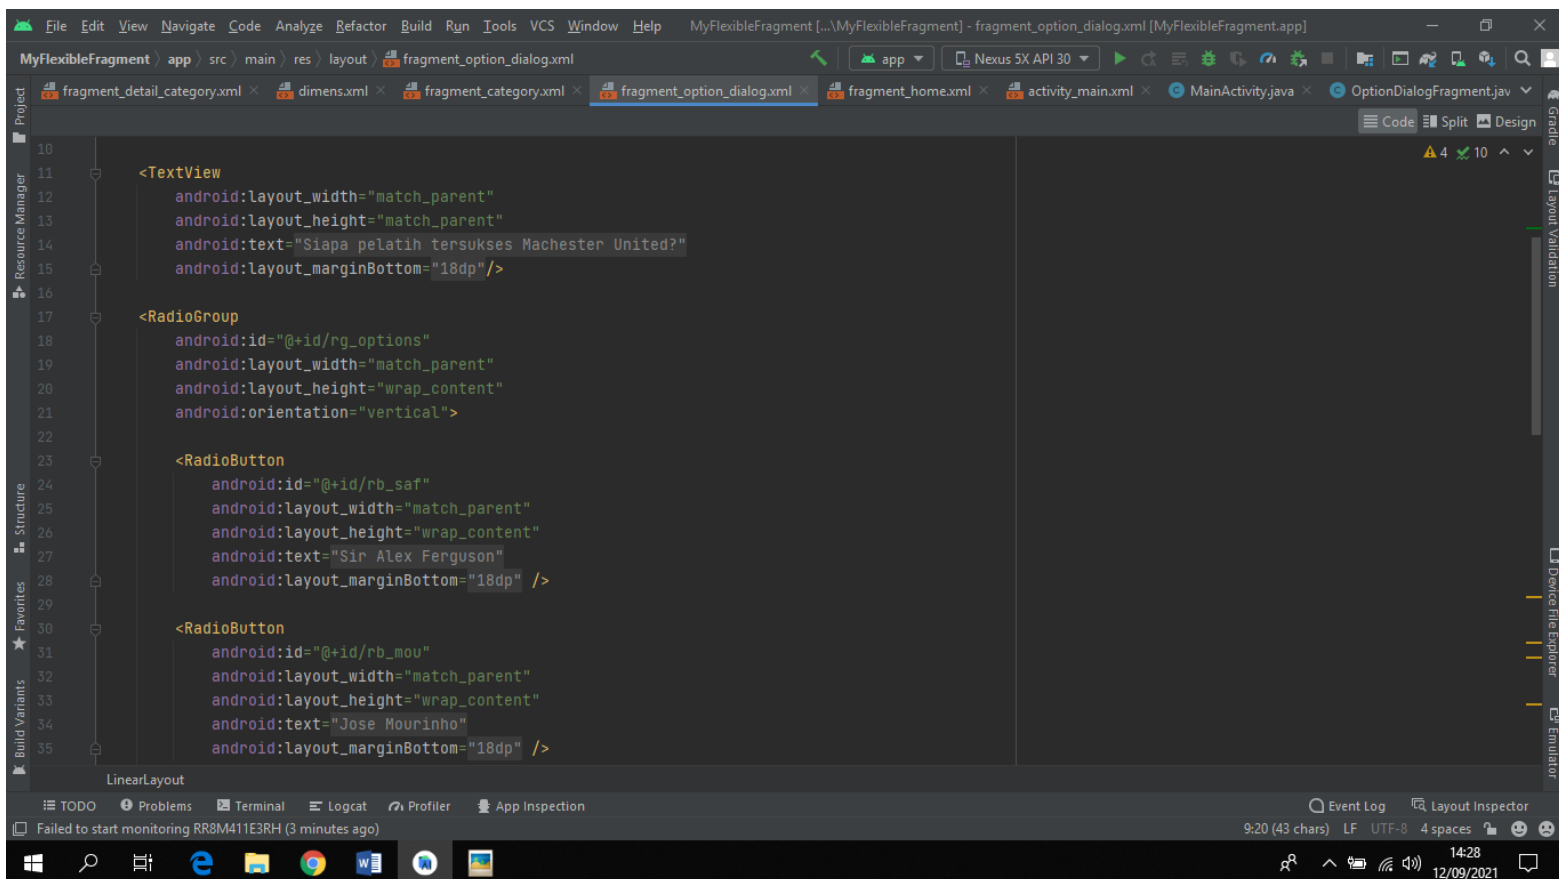 File Edit View Navigate Code Analyze Refactor Build Run Tools VCS Window Help MyFlexibleFragment [...\MyFlexibleFragment] - fragment_option_dialog.xml [MyFlexibleFragment.app]
MyFlexibleFragment app src main res layout fragment_option_dialog.xml app Nexus 5X API 30
fragment_detail_category.xml dimens.xml fragment_category.xml fragment_option_dialog.xml fragment_home.xml activity_main.xml MainActivity.java OptionDialogFragment.jav
Code Split Design
4 10
10
11 <TextView
12 android:layout_width="match_parent"
13 android:layout_height="match_parent"
14 android:text="Siapa pelatih tersukses Machester United?"
15 android:layout_marginBottom="18dp"/>
16
17 <RadioGroup
18 android:id="@+id/rg_options"
19 android:layout_width="match_parent"
20 android:layout_height="wrap_content"
21 android:orientation="vertical">
22
23 <RadioButton
24 android:id="@+id/rb_saf"
25 android:layout_width="match_parent"
26 android:layout_height="wrap_content"
27 android:text="Sir Alex Ferguson"
28 android:layout_marginBottom="18dp" />
29
30 <RadioButton
31 android:id="@+id/rb_mou"
32 android:layout_width="match_parent"
33 android:layout_height="wrap_content"
34 android:text="Jose Mourinho"
35 android:layout_marginBottom="18dp" />
LinearLayout
Project
Resource Manager
Structure
Favorites
Build Variants
Gradle
Layout Validation
Device File Explorer
Emulator
TODO Problems Terminal Logcat Profiler App Inspection Event Log Layout Inspector
Failed to start monitoring RR8M411E3RH (3 minutes ago) 9:20 (43 chars) LF UTF-8 4 spaces
14:28
12/09/2021